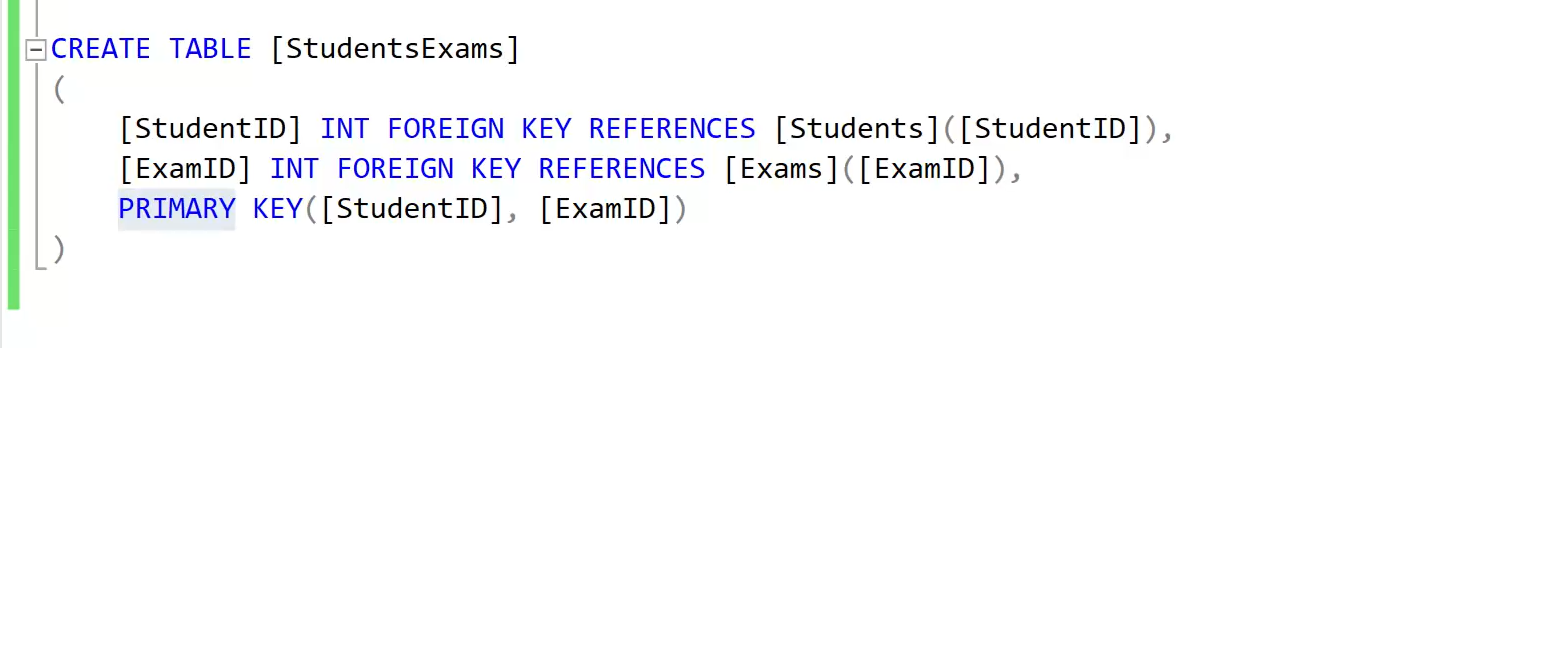 CREATE TABLE [StudentsExams]
(
    [StudentID] INT FOREIGN KEY REFERENCES [Students]([StudentID]),
    [ExamID] INT FOREIGN KEY REFERENCES [Exams]([ExamID]),
    PRIMARY KEY([StudentID], [ExamID])
)